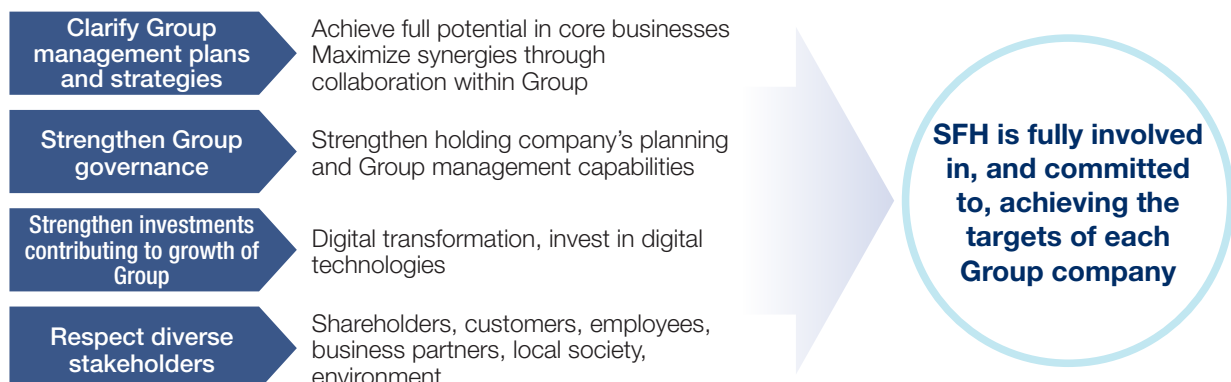 Clarify Group
management plans
and strategies
Achieve full potential in core businesses
Maximize synergies through
collaboration within Group
Strengthen Group
governance
Strengthen holding company's planning
and Group management capabilities
Strengthen investments
contributing to growth of
Group
Digital transformation, invest in digital
technologies
Respect diverse
stakeholders
Shareholders, customers, employees,
business partners, local society,
environment
SFH is fully involved
in, and committed
to, achieving the
targets of each
Group company